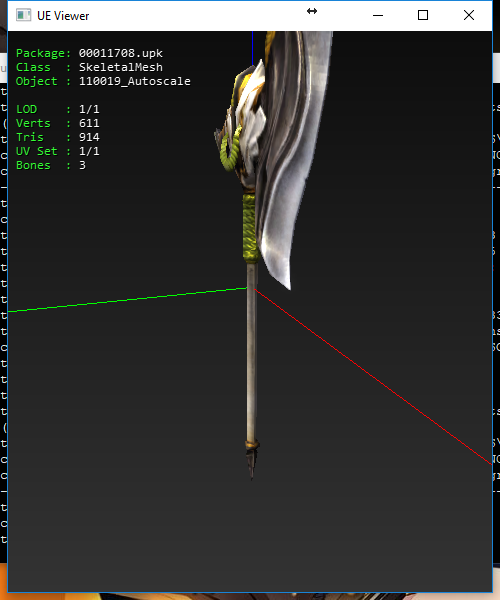 UE Viewer
Package: 00011708.upk
Class : SkeletalMesh
Object : 110019_Autoscale
LOD : 1/1
Verts : 611
Tris : 914
UV Set : 1/1
Bones : 3